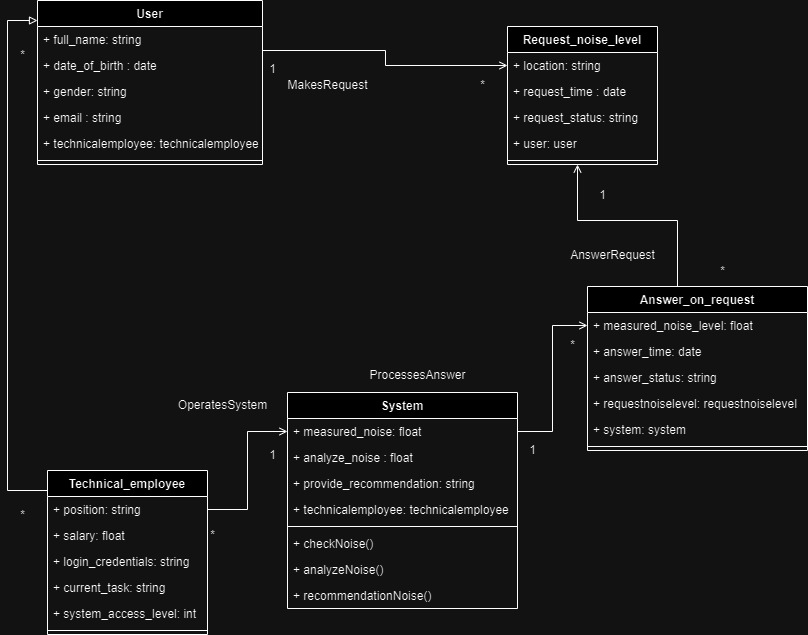 User
+ full_name: string
+ date_of_birth : date
+ gender: string
+ email : string
+ technicalemployee: technicalemployee
*
1
MakesRequest
*
Request_noise_level
+ location: string
+ request_time : date
+ request_status: string
+ user: user
1
AnswerRequest
*
Answer_on_request
+ measured_noise_level: float
+ answer_time: date
+ answer_status: string
+ requestnoiselevel: requestnoiselevel
+ system: system
*
ProcessesAnswer
1
System
+ measured_noise: float
+ analyze_noise : float
+ provide_recommendation: string
+ technicalemployee: technicalemployee
+ checkNoise()
+ analyzeNoise()
+ recommendationNoise()
OperatesSystem
1
*
Technical_employee
+ position: string
+ salary: float
+ login_credentials: string
+ current_task: string
+ system_access_level: int
*